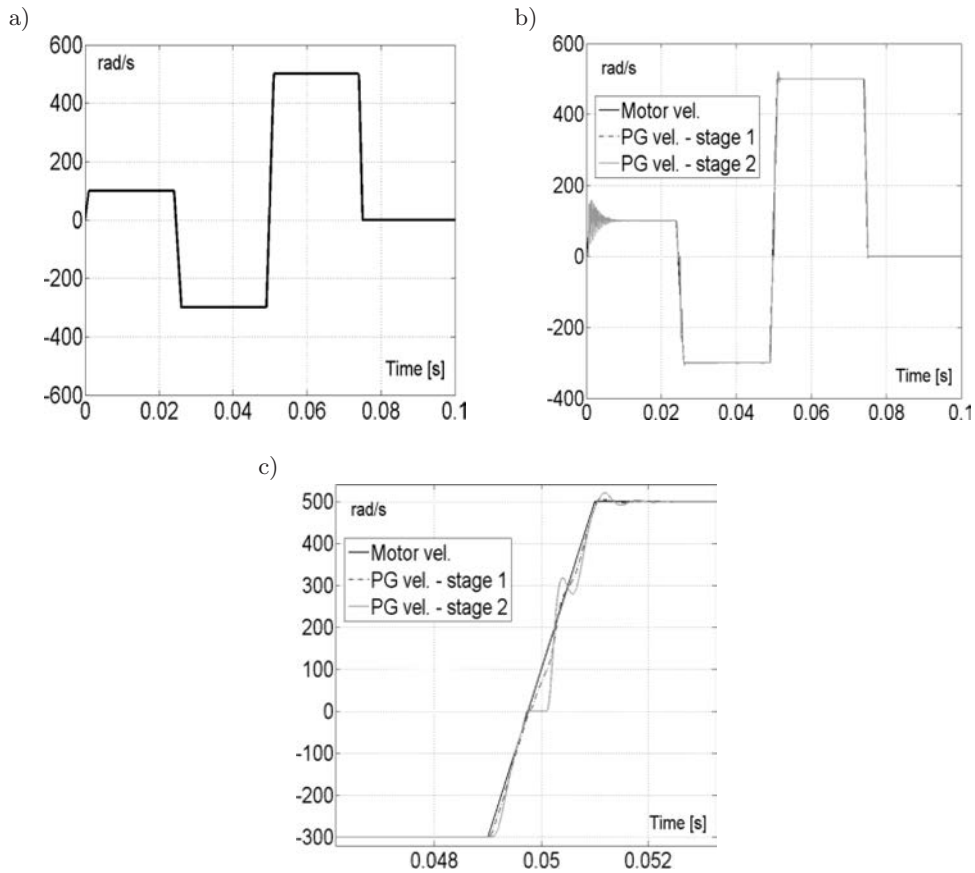 a)
600
rad/s
400
200
0
-200
-400
-600
Time [s]
0 0.02 0.04 0.06 0.08 0.1
b)
600
rad/s
Motor vel.
PG vel. - stage 1
PG vel. - stage 2
400
200
0
-200
-400
Time [s]
0 0.02 0.04 0.06 0.08 0.1
c)
500
rad/s
Motor vel.
PG vel. - stage 1
PG vel. - stage 2
400
300
200
100
0
-100
-200
-300
Time [s]
0.048 0.05 0.052